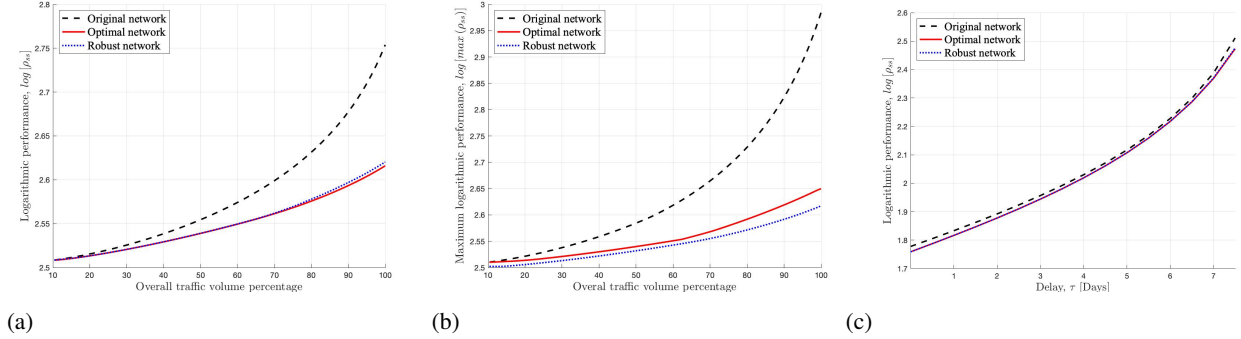 Original network
Optimal network
Robust network
Logarithmic performance, log [ρss]
2.8
2.75
2.7
2.65
2.6
2.55
2.5
10 20 30 40 50 60 70 80 90 100
Overall traffic volume percentage
(a)
Original network
Optimal network
Robust network
Maximum logarithmic performance, log [max (ρss)]
3
2.95
2.9
2.85
2.8
2.75
2.7
2.65
2.6
2.55
2.5
10 20 30 40 50 60 70 80 90 100
Overal traffic volume percentage
(b)
Original network
Optimal network
Robust network
Logarithmic performance, log [ρss]
2.6
2.5
2.4
2.3
2.2
2.1
2
1.9
1.8
1.7
1 2 3 4 5 6 7
Delay, τ [Days]
(c)